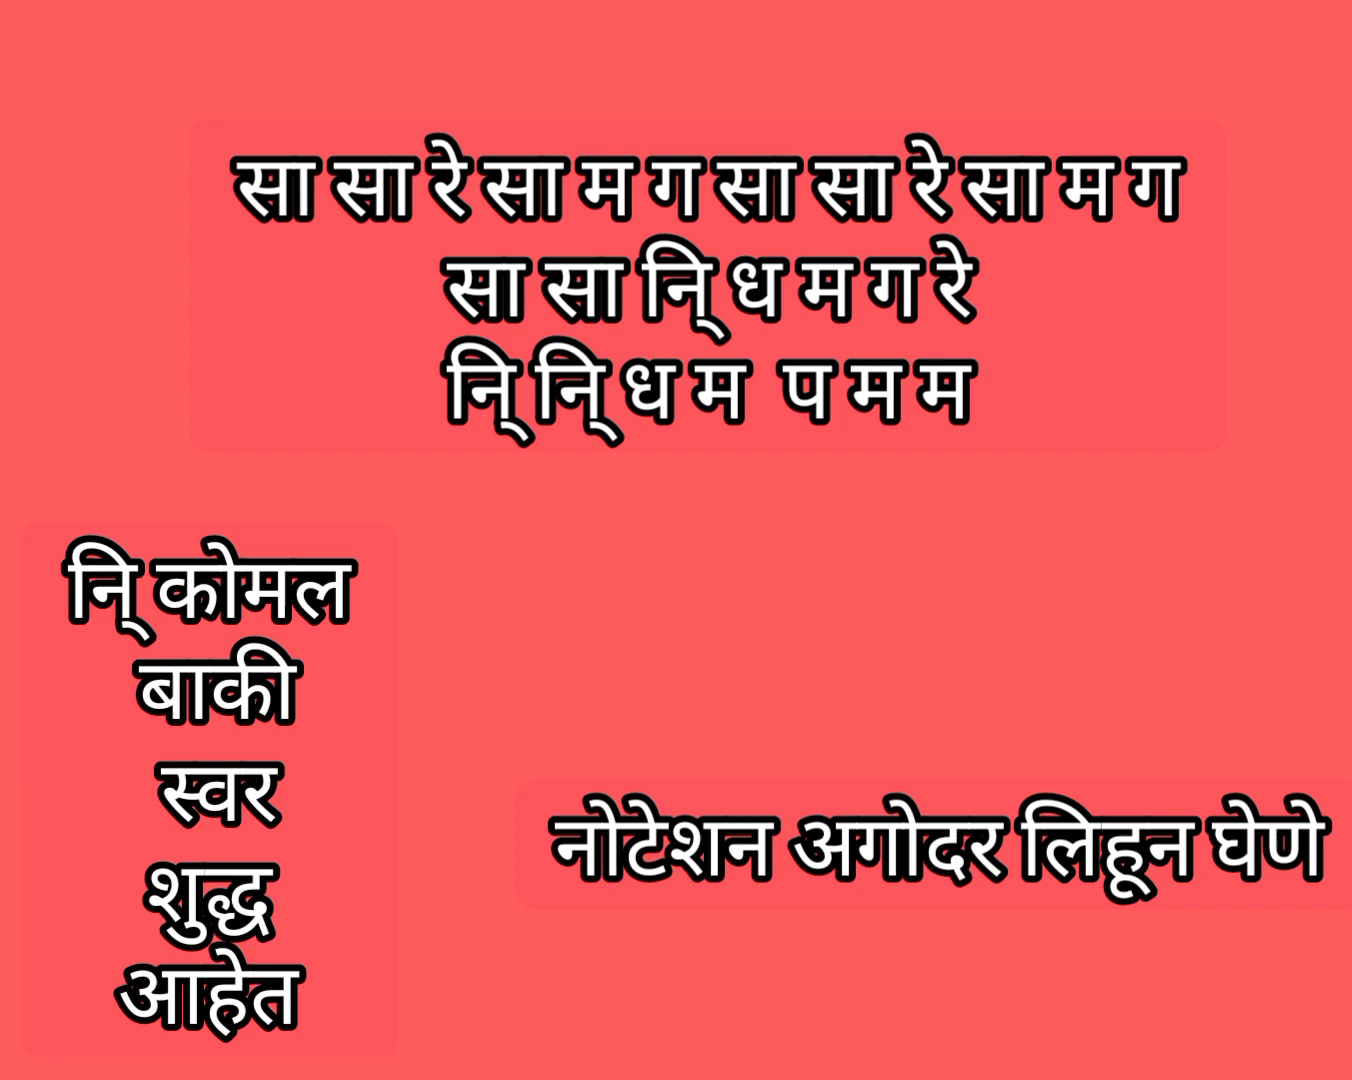 सा सा रे सा म ग सा सा रे सा म ग
सा सा नि् ध म ग रे
नि् नि् ध म प म म
नि् कोमल
बाकी
स्वर
शुद्ध
आहेत
नोटेशन अगोदर लिहून घेणे